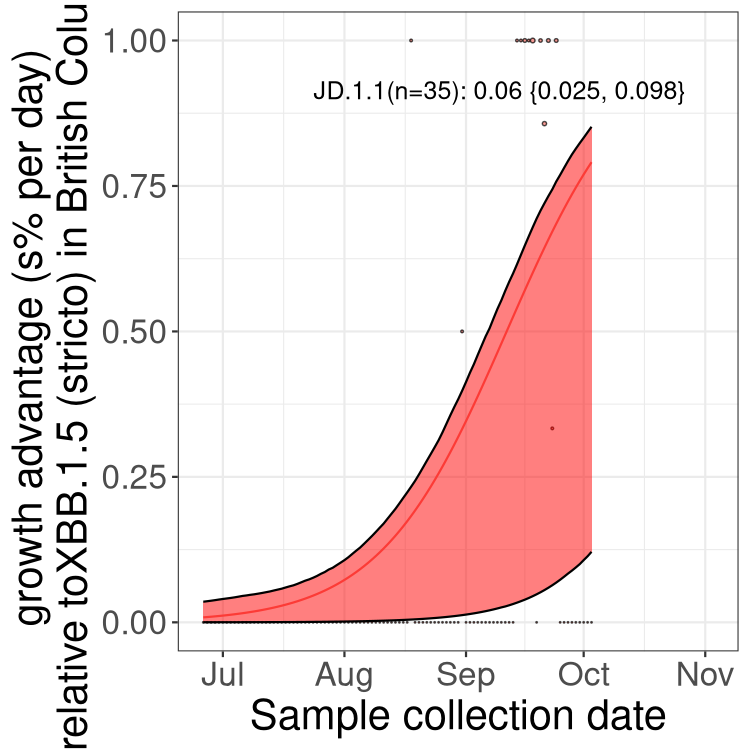 growth advantage (s% per day)
relative toXBB.1.5 (stricto) in British Colu
1.00
0.75
0.50
0.25
0.00
JD.1.1(n=35): 0.06 {0.025, 0.098}
Jul Aug Sep Oct Nov
Sample collection date